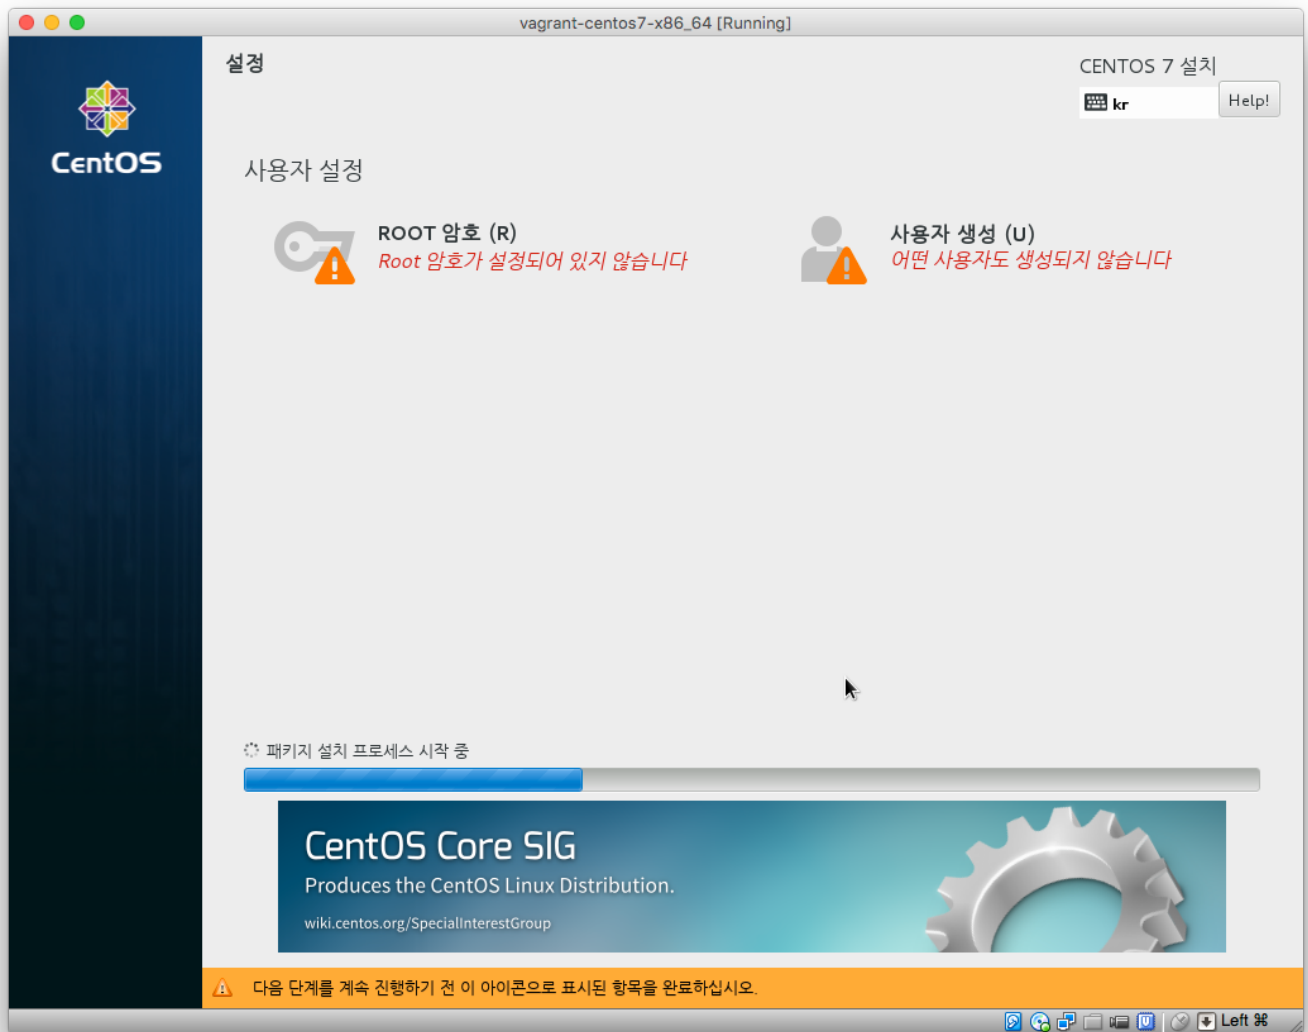 vagrant-centos7-x86_64 [Running]
설정
CENTOS 7 설치
kr
Help!
CentOS
사용자 설정
ROOT 암호 (R)
Root 암호가 설정되어 있지 않습니다
사용자 생성 (U)
어떤 사용자도 생성되지 않습니다
패키지 설치 프로세스 시작 중
CentOS Core SIG
Produces the CentOS Linux Distribution.
wiki.centos.org/SpecialInterestGroup
다음 단계를 계속 진행하기 전 이 아이콘으로 표시된 항목을 완료하십시오.
Left ⌘